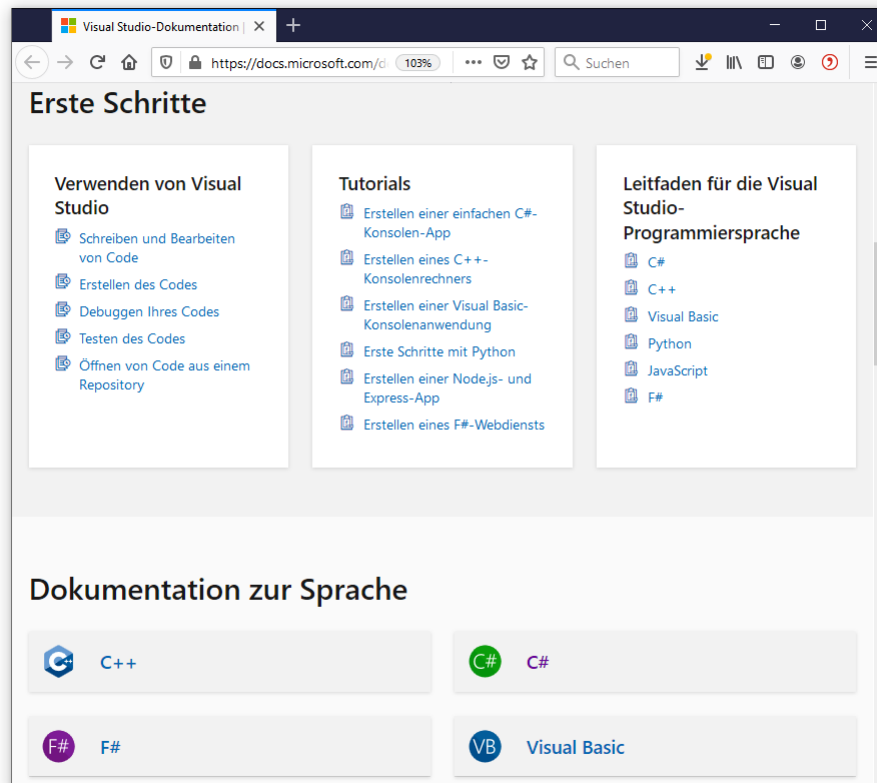 Visual Studio-Dokumentation |
https://docs.microsoft.com/d
103%
Suchen
Erste Schritte
Verwenden von Visual
Studio
Schreiben und Bearbeiten
von Code
Erstellen des Codes
Debuggen Ihres Codes
Testen des Codes
Öffnen von Code aus einem
Repository
Tutorials
Erstellen einer einfachen C#-
Konsolen-App
Erstellen eines C++-
Konsolenrechners
Erstellen einer Visual Basic-
Konsolenanwendung
Erste Schritte mit Python
Erstellen einer Node.js- und
Express-App
Erstellen eines F#-Webdiensts
Leitfaden für die Visual
Studio-
Programmiersprache
C#
C++
Visual Basic
Python
JavaScript
F#
Dokumentation zur Sprache
C++
C++
C#
C#
F#
F#
VB
Visual Basic